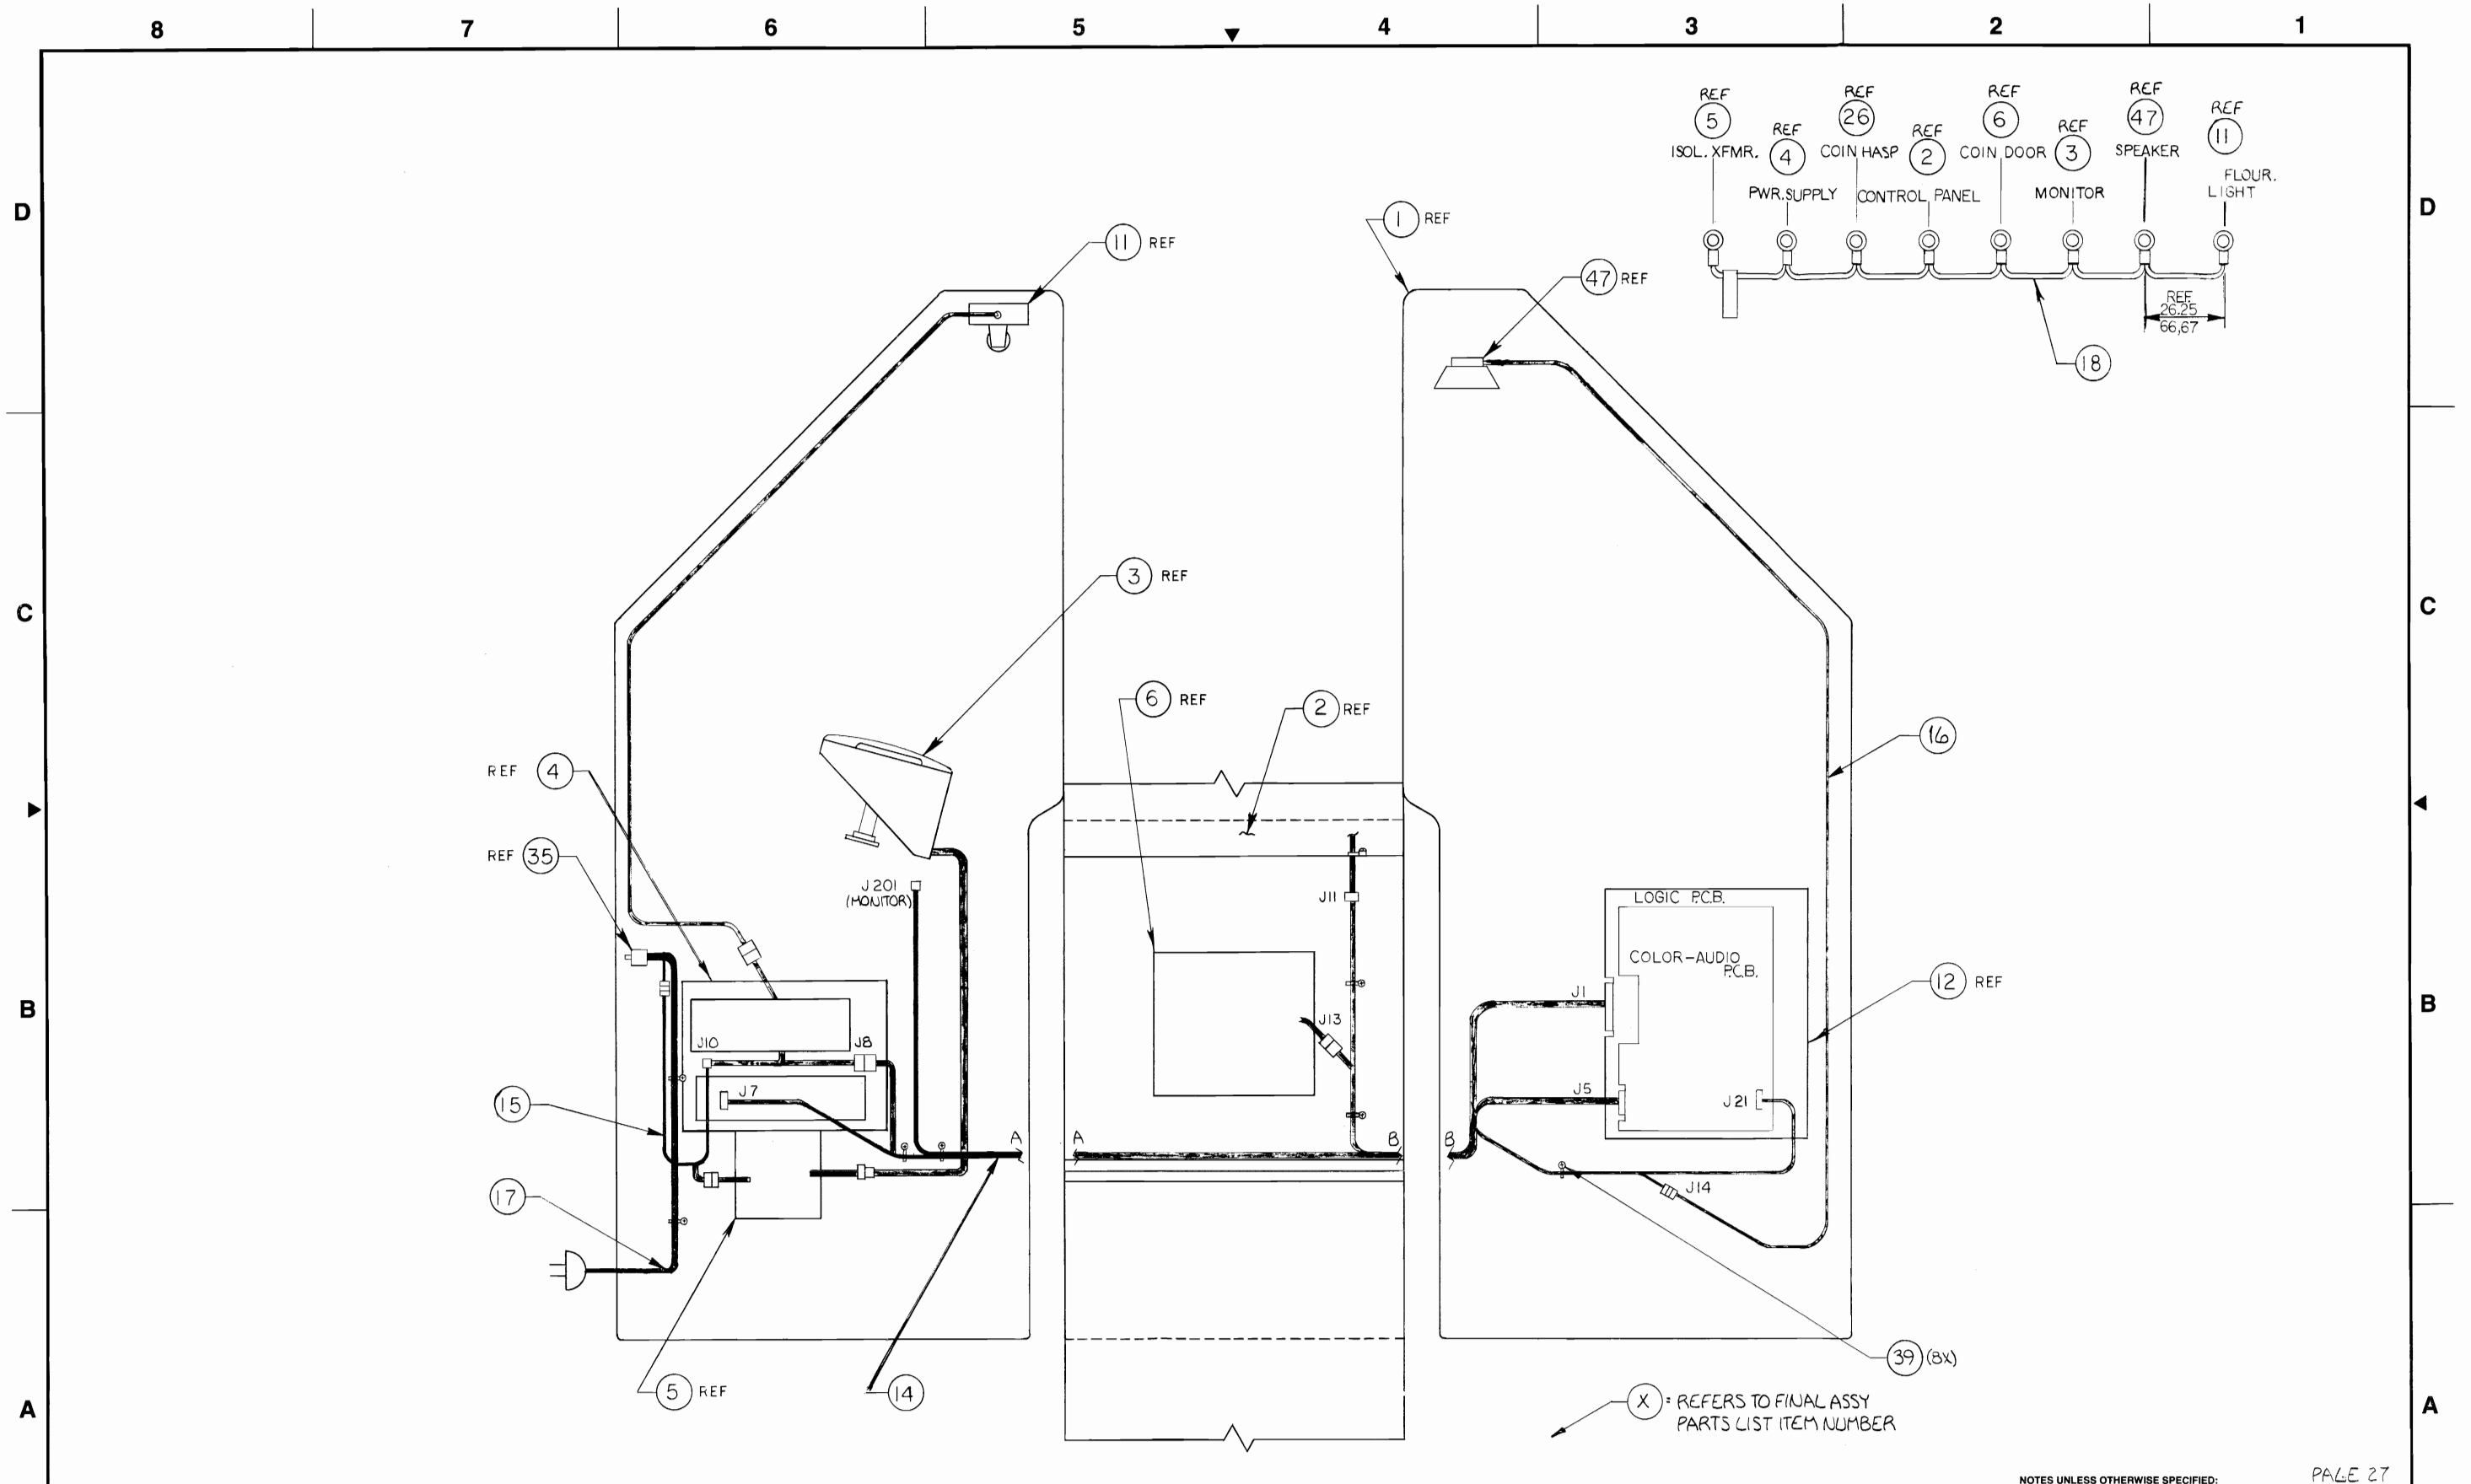 8 7 6 5 4 3 2 1
REF 5 ISOL. XFMR.
REF 4 PWR. SUPPLY
REF 26 COIN HASP
REF 2 CONTROL PANEL
REF 6 COIN DOOR
REF 3 MONITOR
REF 47 SPEAKER
REF 11 FLOUR. LIGHT
D D
1 REF
11 REF
47 REF
REF
26.25
66,67
18
C C
3 REF
6 REF
2 REF
16
REF 4
REF 35
J201
(MONITOR)
J11
LOGIC P.C.B.
COLOR-AUDIO
P.C.B.
12 REF
B B
J1
J13
J10 J8
J7
J5
J21
15
A A B B
J14
17
39 (8X)
5 REF
14
X = REFERS TO FINAL ASSY
PARTS LIST ITEM NUMBER
A A
NOTES UNLESS OTHERWISE SPECIFIED:
PAGE 27